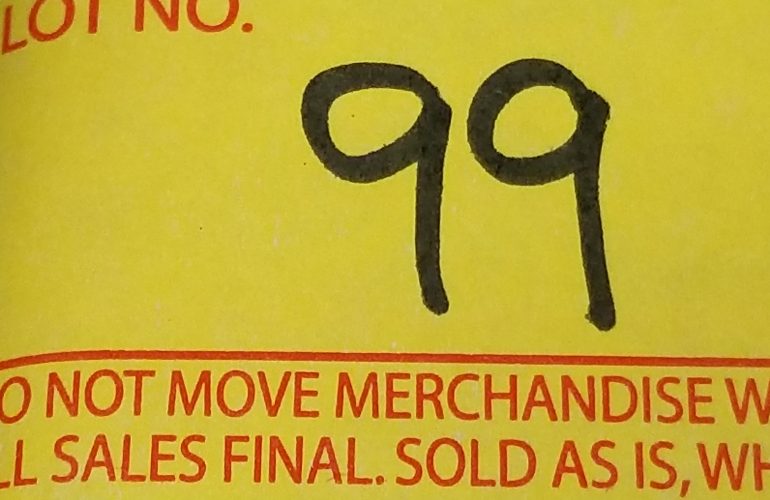 LOT NO.
99
O NOT MOVE MERCHANDISE W
LL SALES FINAL. SOLD AS IS, WH